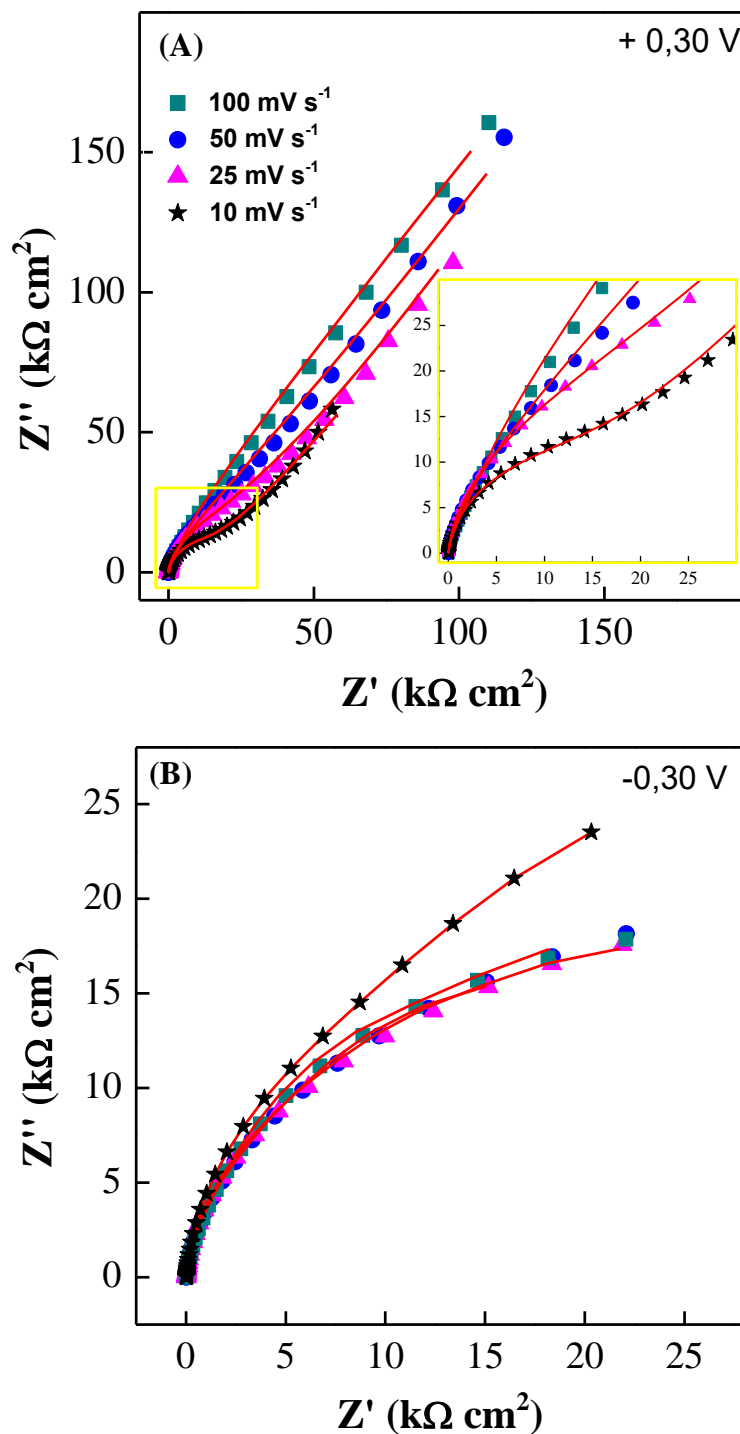 (A)
+ 0,30 V
100 mV s⁻¹
50 mV s⁻¹
25 mV s⁻¹
10 mV s⁻¹
150
100
50
0
Z'' (kΩ cm²)
25
20
15
10
5
0
0 5 10 15 20 25
0 50 100 150
Z' (kΩ cm²)
(B)
-0,30 V
25
20
15
10
5
0
Z'' (kΩ cm²)
0 5 10 15 20 25
Z' (kΩ cm²)